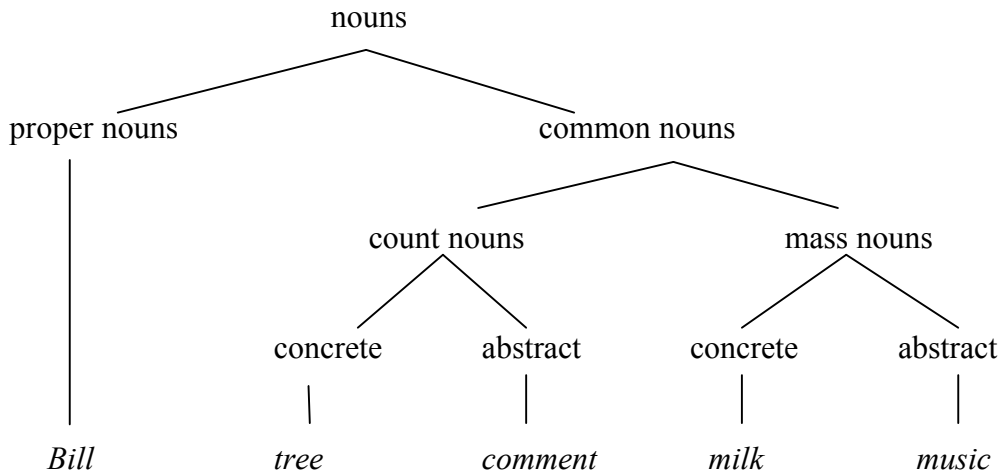 nouns
proper nouns common nouns
count nouns mass nouns
concrete abstract concrete abstract
Bill tree comment milk music